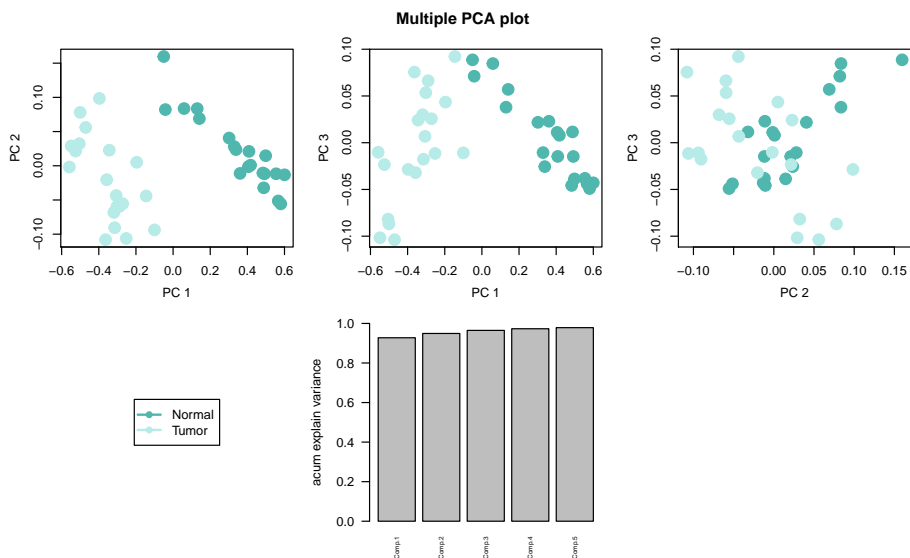 Multiple PCA plot
PC 2
0.10
0.00
−0.10
−0.6 −0.4 −0.2 0.0 0.2 0.4 0.6
PC 1
PC 3
0.10
0.05
0.00
−0.05
−0.10
−0.6 −0.4 −0.2 0.0 0.2 0.4 0.6
PC 1
PC 3
0.10
0.05
0.00
−0.05
−0.10
−0.10 0.00 0.05 0.10 0.15
PC 2
Normal
Tumor
acum explain variance
1.0
0.8
0.6
0.4
0.2
0.0
Comp.1 Comp.2 Comp.3 Comp.4 Comp.5